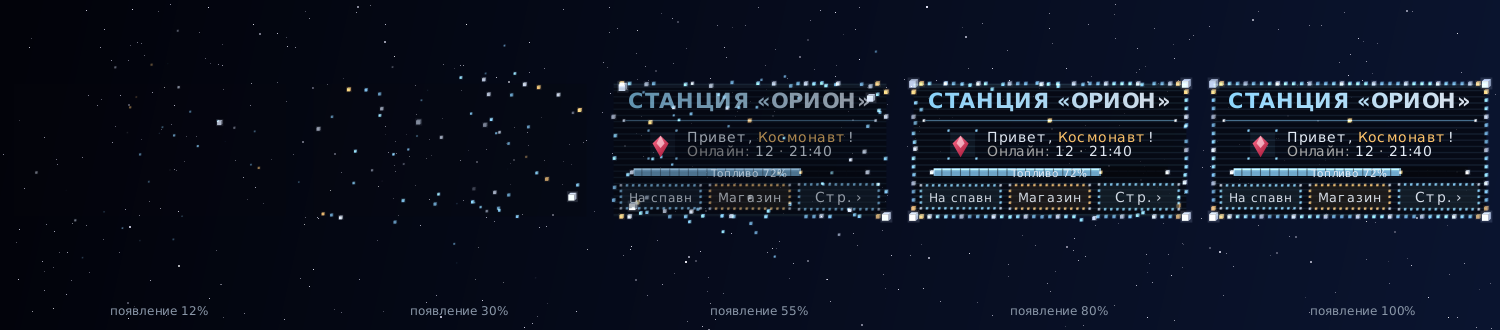 СТАНЦИЯ «ОРИОН»
Привет, Космонавт!
Онлайн: 12 · 21:40
Топливо 72%
На спавн
Магазин
Стр. ›
СТАНЦИЯ «ОРИОН»
Привет, Космонавт!
Онлайн: 12 · 21:40
Топливо 72%
На спавн
Магазин
Стр. ›
СТАНЦИЯ «ОРИОН»
Привет, Космонавт!
Онлайн: 12 · 21:40
Топливо 72%
На спавн
Магазин
Стр. ›
появление 12%
появление 30%
появление 55%
появление 80%
появление 100%